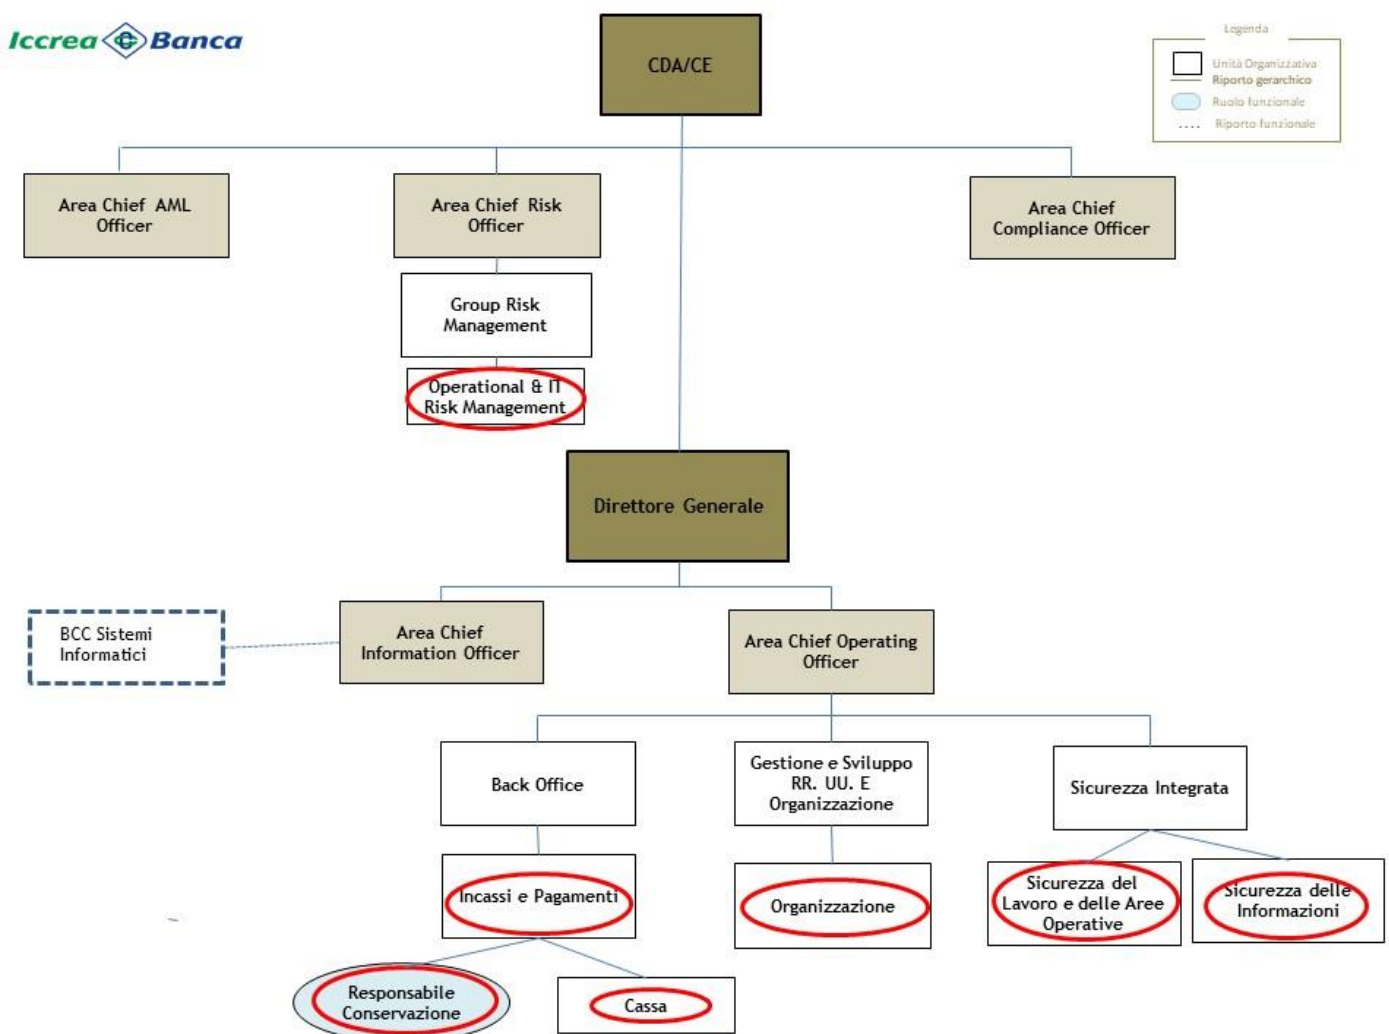 Iccrea Banca
CDA/CE
Legenda
Unità Organizzativa
Riporto gerarchico
Ruolo funzionale
Riporto funzionale
Area Chief AML
Officer
Area Chief Risk
Officer
Area Chief
Compliance Officer
Group Risk
Management
Operational & IT
Risk Management
Direttore Generale
BCC Sistemi
Informatici
Area Chief
Information Officer
Area Chief Operating
Officer
Back Office
Gestione e Sviluppo
RR. UU. E
Organizzazione
Sicurezza Integrata
Incassi e Pagamenti
Organizzazione
Sicurezza del
Lavoro e delle Aree
Operative
Sicurezza delle
Informazioni
Responsabile
Conservazione
Cassa